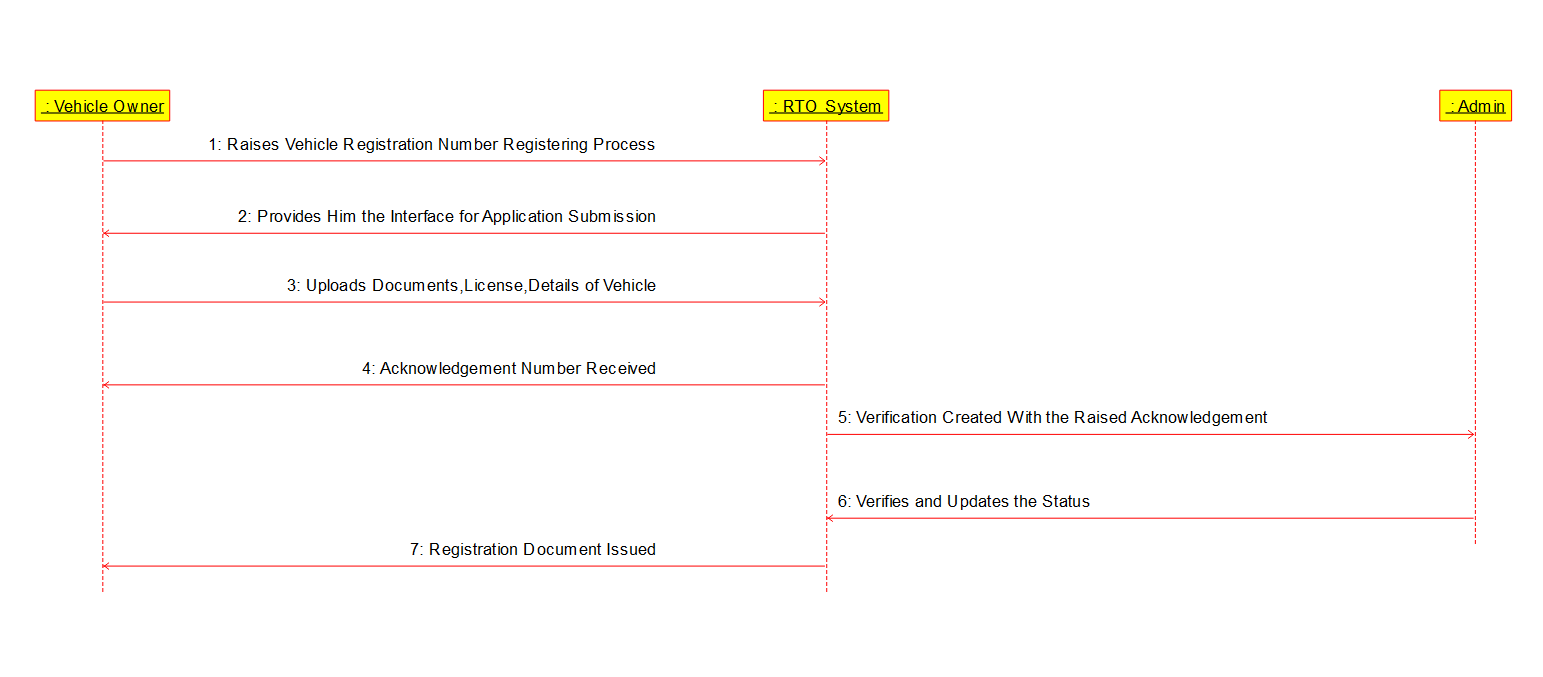 : Vehicle Owner
: RTO System
: Admin
1: Raises Vehicle Registration Number Registering Process
2: Provides Him the Interface for Application Submission
3: Uploads Documents,License,Details of Vehicle
4: Acknowledgement Number Received
5: Verification Created With the Raised Acknowledgement
6: Verifies and Updates the Status
7: Registration Document Issued